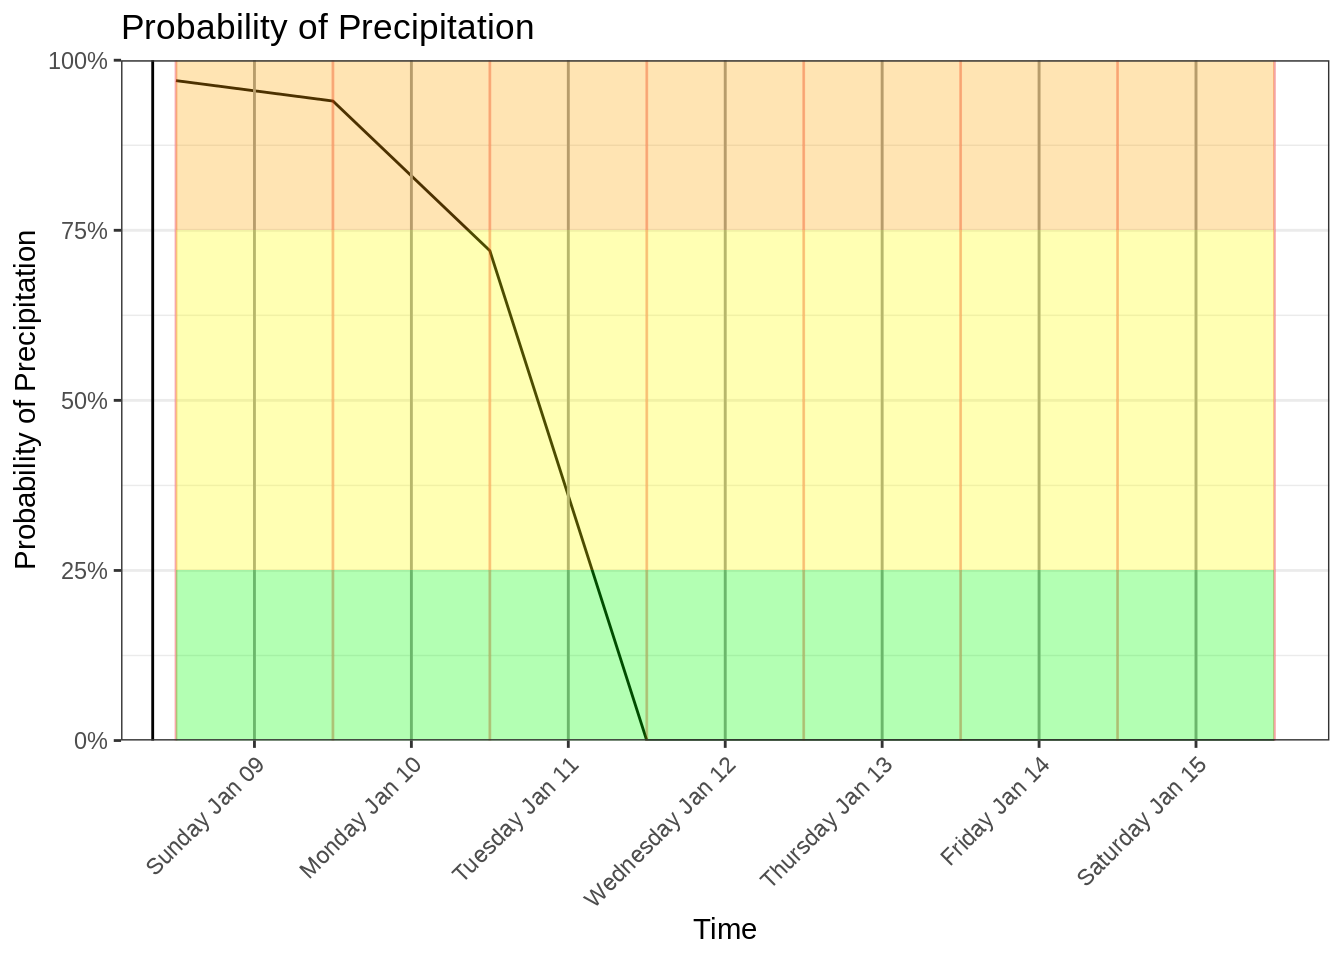 Probability of Precipitation
Probability of Precipitation
100%
75%
50%
25%
0%
Sunday Jan 09
Monday Jan 10
Tuesday Jan 11
Wednesday Jan 12
Thursday Jan 13
Friday Jan 14
Saturday Jan 15
Time